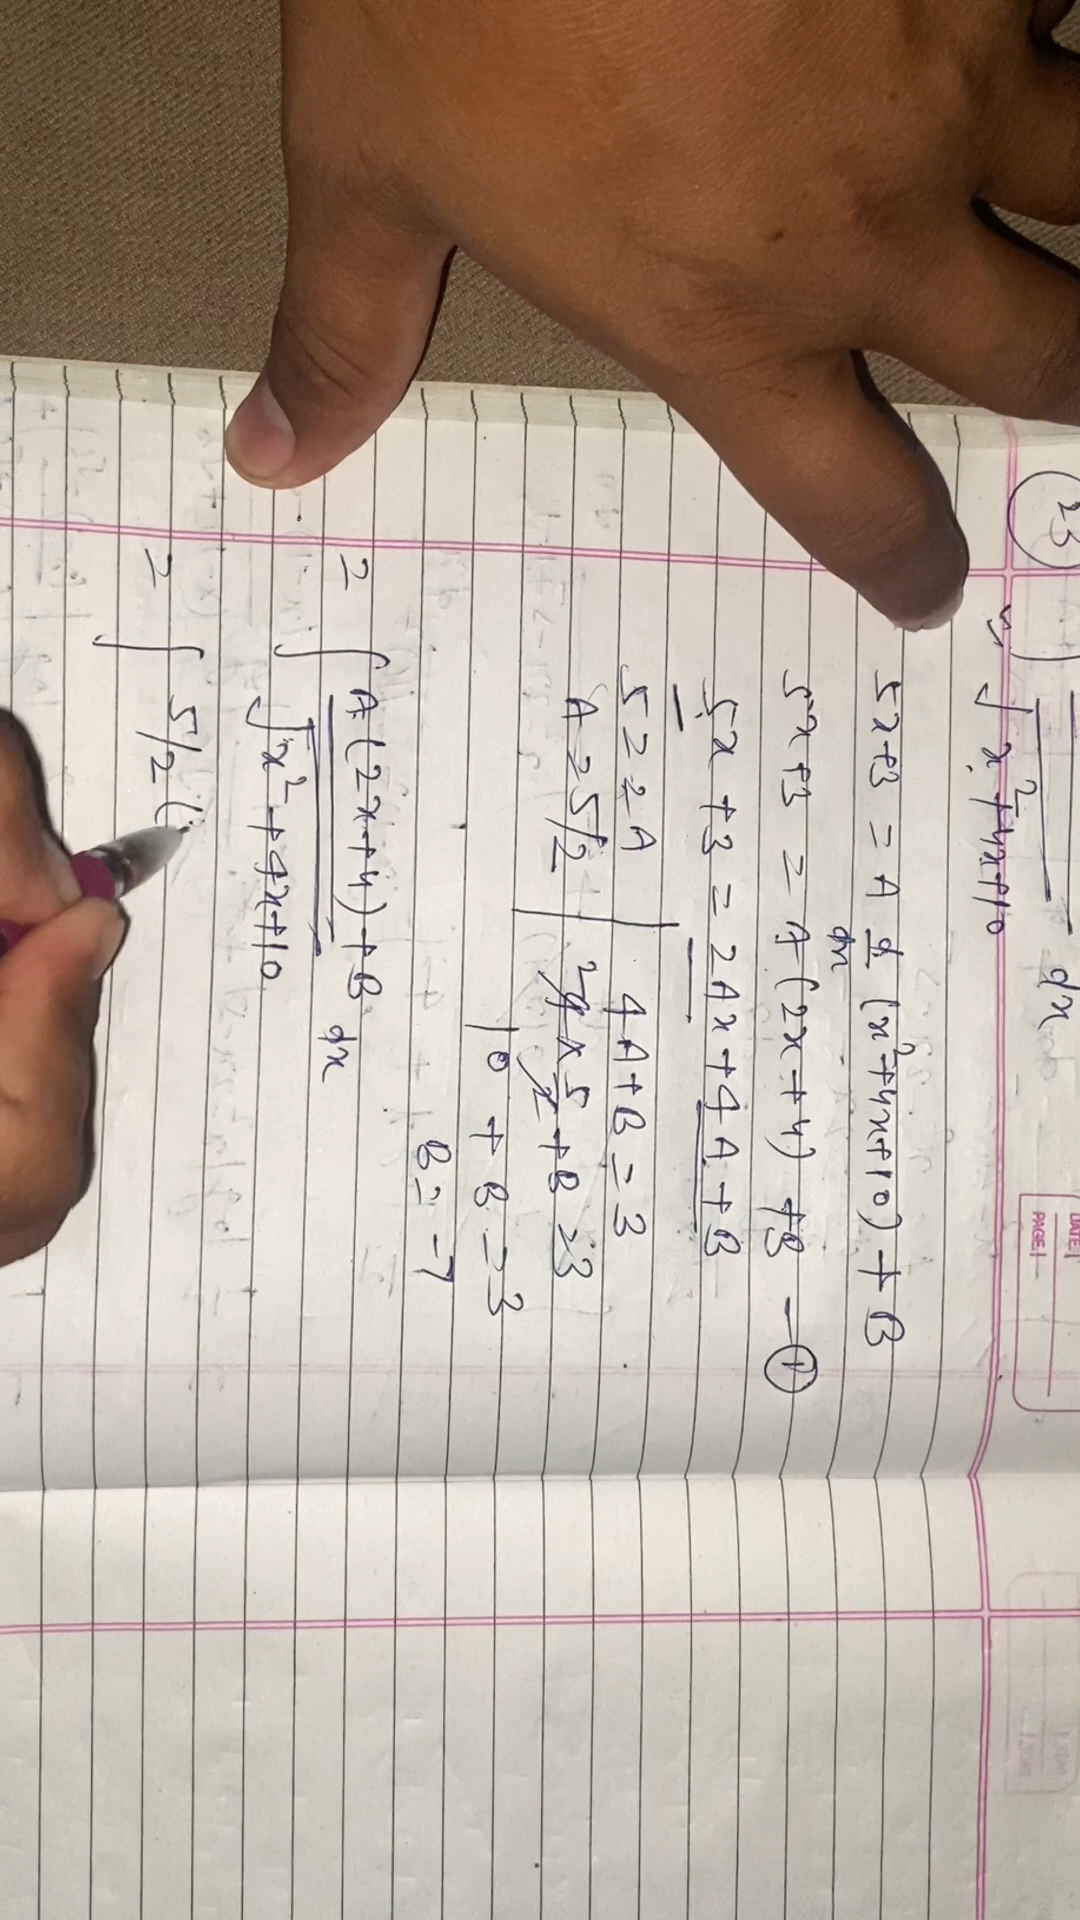 DATE
PAGE
23
∫ ——— dx
√x²+4x+10
5x+3 = A d/dx (x²+4x+10) + B
5x+3 = A(2x+4) + B — ①
5x + 3 = 2Ax + 4A + B
5 = 2A | 4A + B = 3
A = 5/2 | 4 × 5/2 + B = 3
10 + B = 3
B = -7
= ∫ A(2x+4) + B / √x² + 4x+10 dx
= ∫ 5/2 (